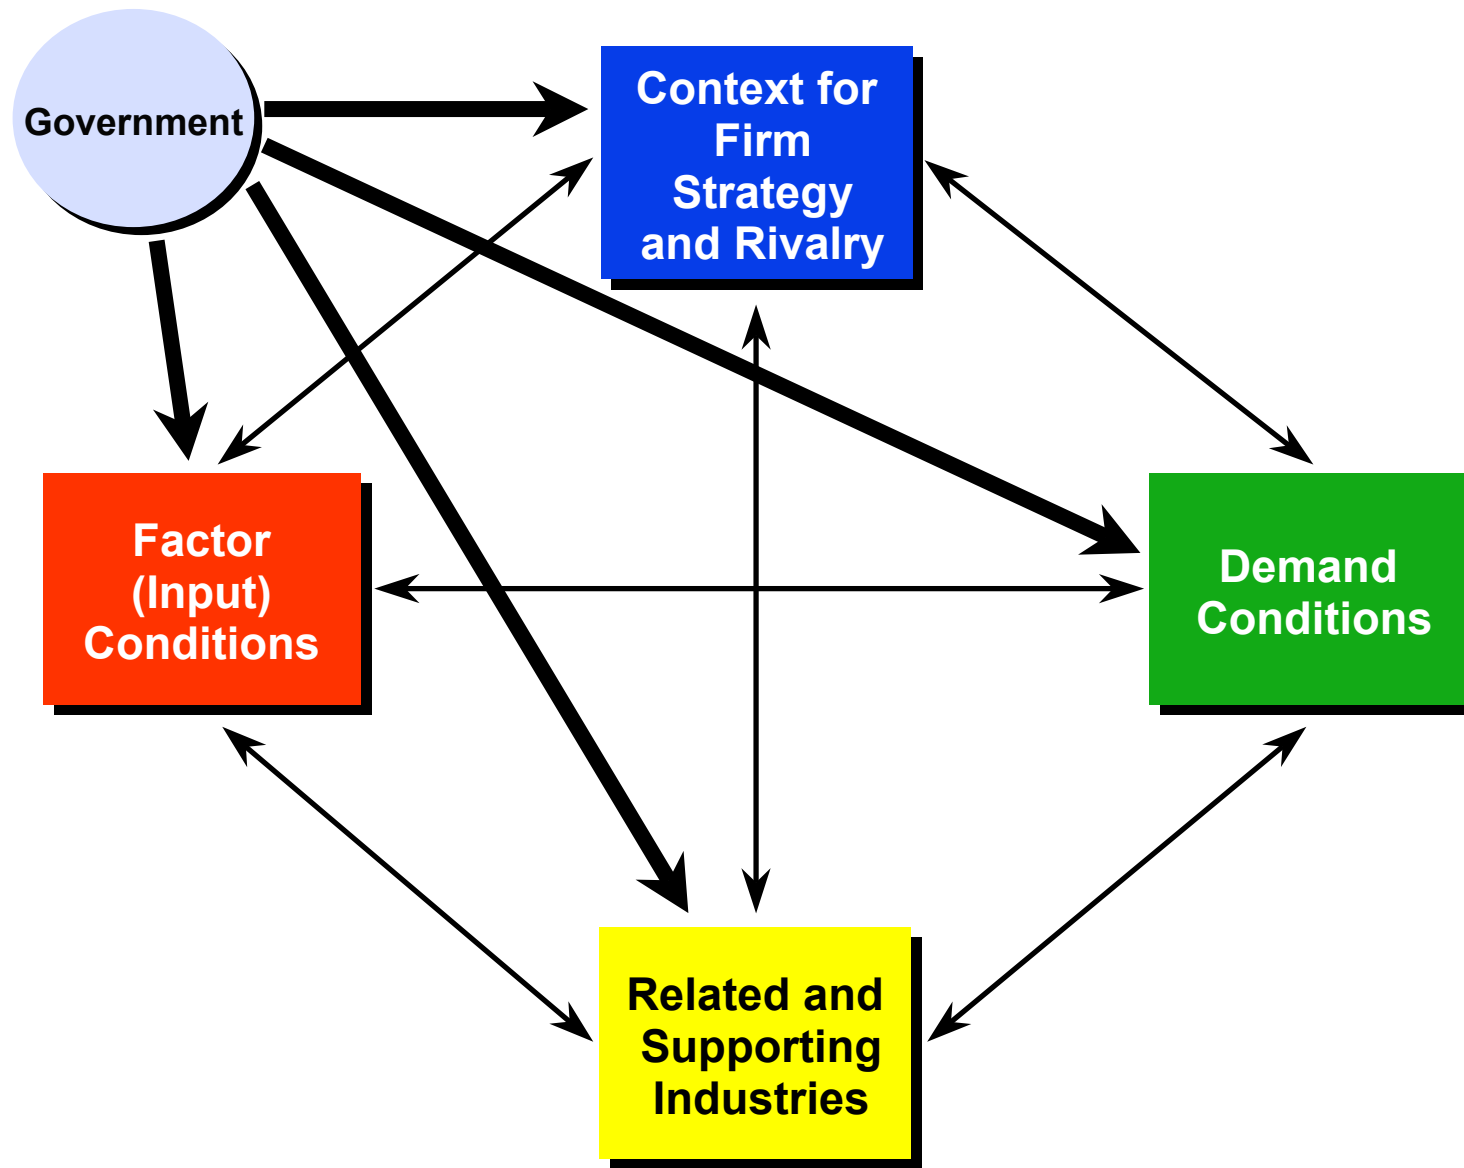 Government
Context for
Firm
Strategy
and Rivalry
Factor
(Input)
Conditions
Demand
Conditions
Related and
Supporting
Industries